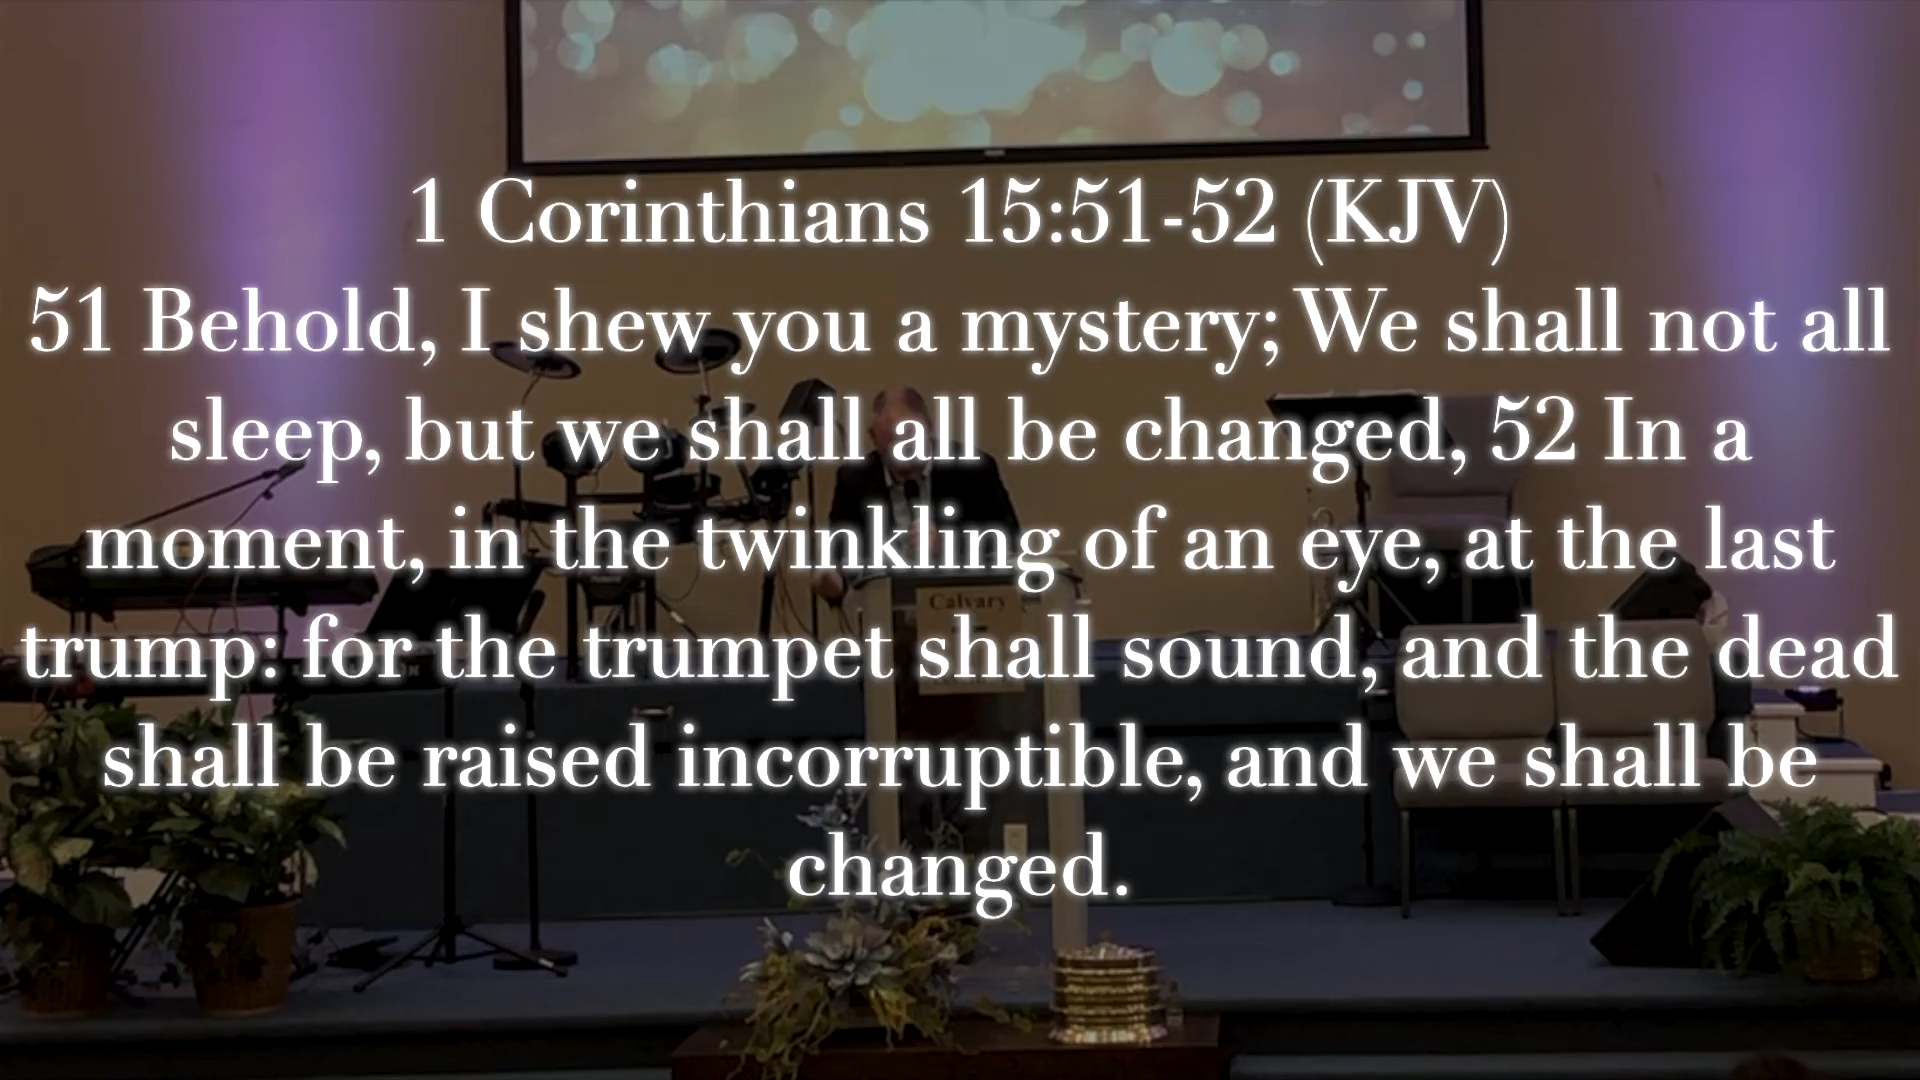 1 Corinthians 15:51-52 (KJV)
51 Behold, I shew you a mystery; We shall not all
sleep, but we shall all be changed, 52 In a
moment, in the twinkling of an eye, at the last
trump: for the trumpet shall sound, and the dead
shall be raised incorruptible, and we shall be
changed.
Calvary